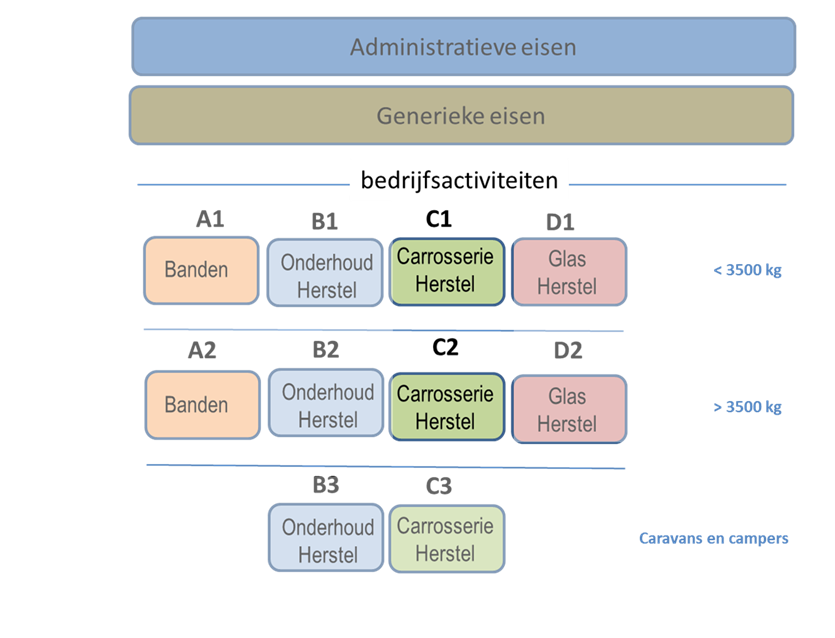 Administratieve eisen
Generieke eisen
bedrijfsactiviteiten
A1 B1 C1 D1
Banden
Onderhoud
Herstel
Carrosserie
Herstel
Glas
Herstel
< 3500 kg
A2 B2 C2 D2
Banden
Onderhoud
Herstel
Carrosserie
Herstel
Glas
Herstel
> 3500 kg
B3 C3
Onderhoud
Herstel
Carrosserie
Herstel
Caravans en campers